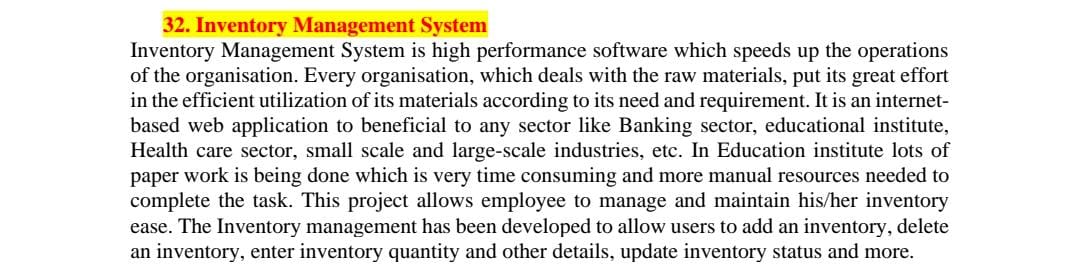 32. Inventory Management System
Inventory Management System is high performance software which speeds up the operations
of the organisation. Every organisation, which deals with the raw materials, put its great effort
in the efficient utilization of its materials according to its need and requirement. It is an internet-
based web application to beneficial to any sector like Banking sector, educational institute,
Health care sector, small scale and large-scale industries, etc. In Education institute lots of
paper work is being done which is very time consuming and more manual resources needed to
complete the task. This project allows employee to manage and maintain his/her inventory
ease. The Inventory management has been developed to allow users to add an inventory, delete
an inventory, enter inventory quantity and other details, update inventory status and more.